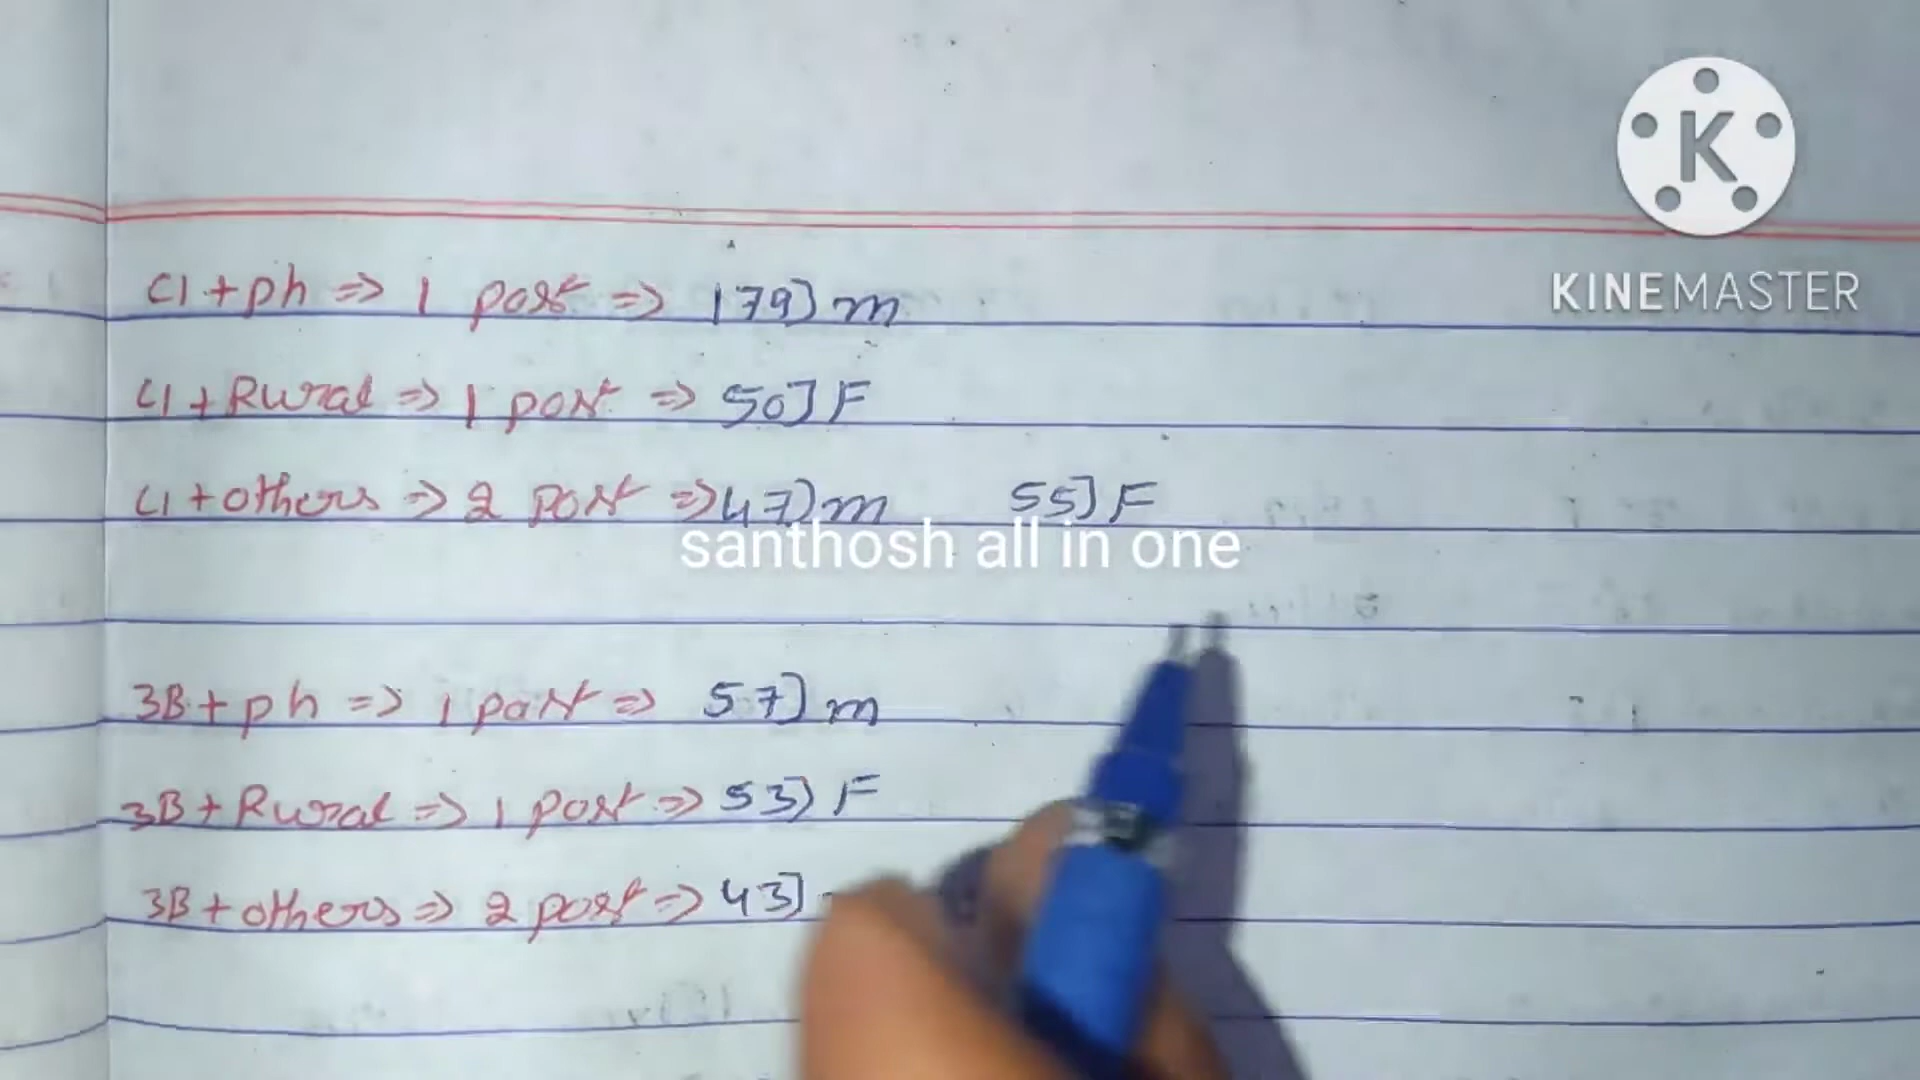 C1 + ph => 1 post => 179) m
KINEMASTER
C1 + Rural => 1 post => 50] F
C1 + others => 2 post => 47) m 55] F
santhosh all in one
3B + ph => 1 post => 57) m
3B + Rural => 1 post => 53) F
3B + others => 2 post => 43]